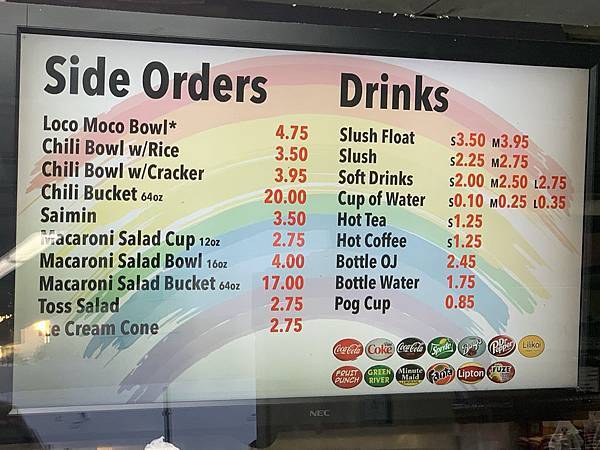 Side Orders
Loco Moco Bowl* 4.75
Chili Bowl w/Rice 3.50
Chili Bowl w/Cracker 3.95
Chili Bucket 64oz 20.00
Saimin 3.50
Macaroni Salad Cup 12oz 2.75
Macaroni Salad Bowl 16oz 4.00
Macaroni Salad Bucket 64oz 17.00
Toss Salad 2.75
Ice Cream Cone 2.75
Drinks
Slush Float S3.50 M3.95
Slush S2.25 M2.75
Soft Drinks S2.00 M2.50 L2.75
Cup of Water S0.10 M0.25 L0.35
Hot Tea S1.25
Hot Coffee S1.25
Bottle OJ 2.45
Bottle Water 1.75
Pog Cup 0.85
Coca-Cola Coke Coca-Cola Sprite Barq's Dr Pepper Lilikoi
FRUIT PUNCH GREEN RIVER Minute Maid Fanta Lipton FUZE
NEC